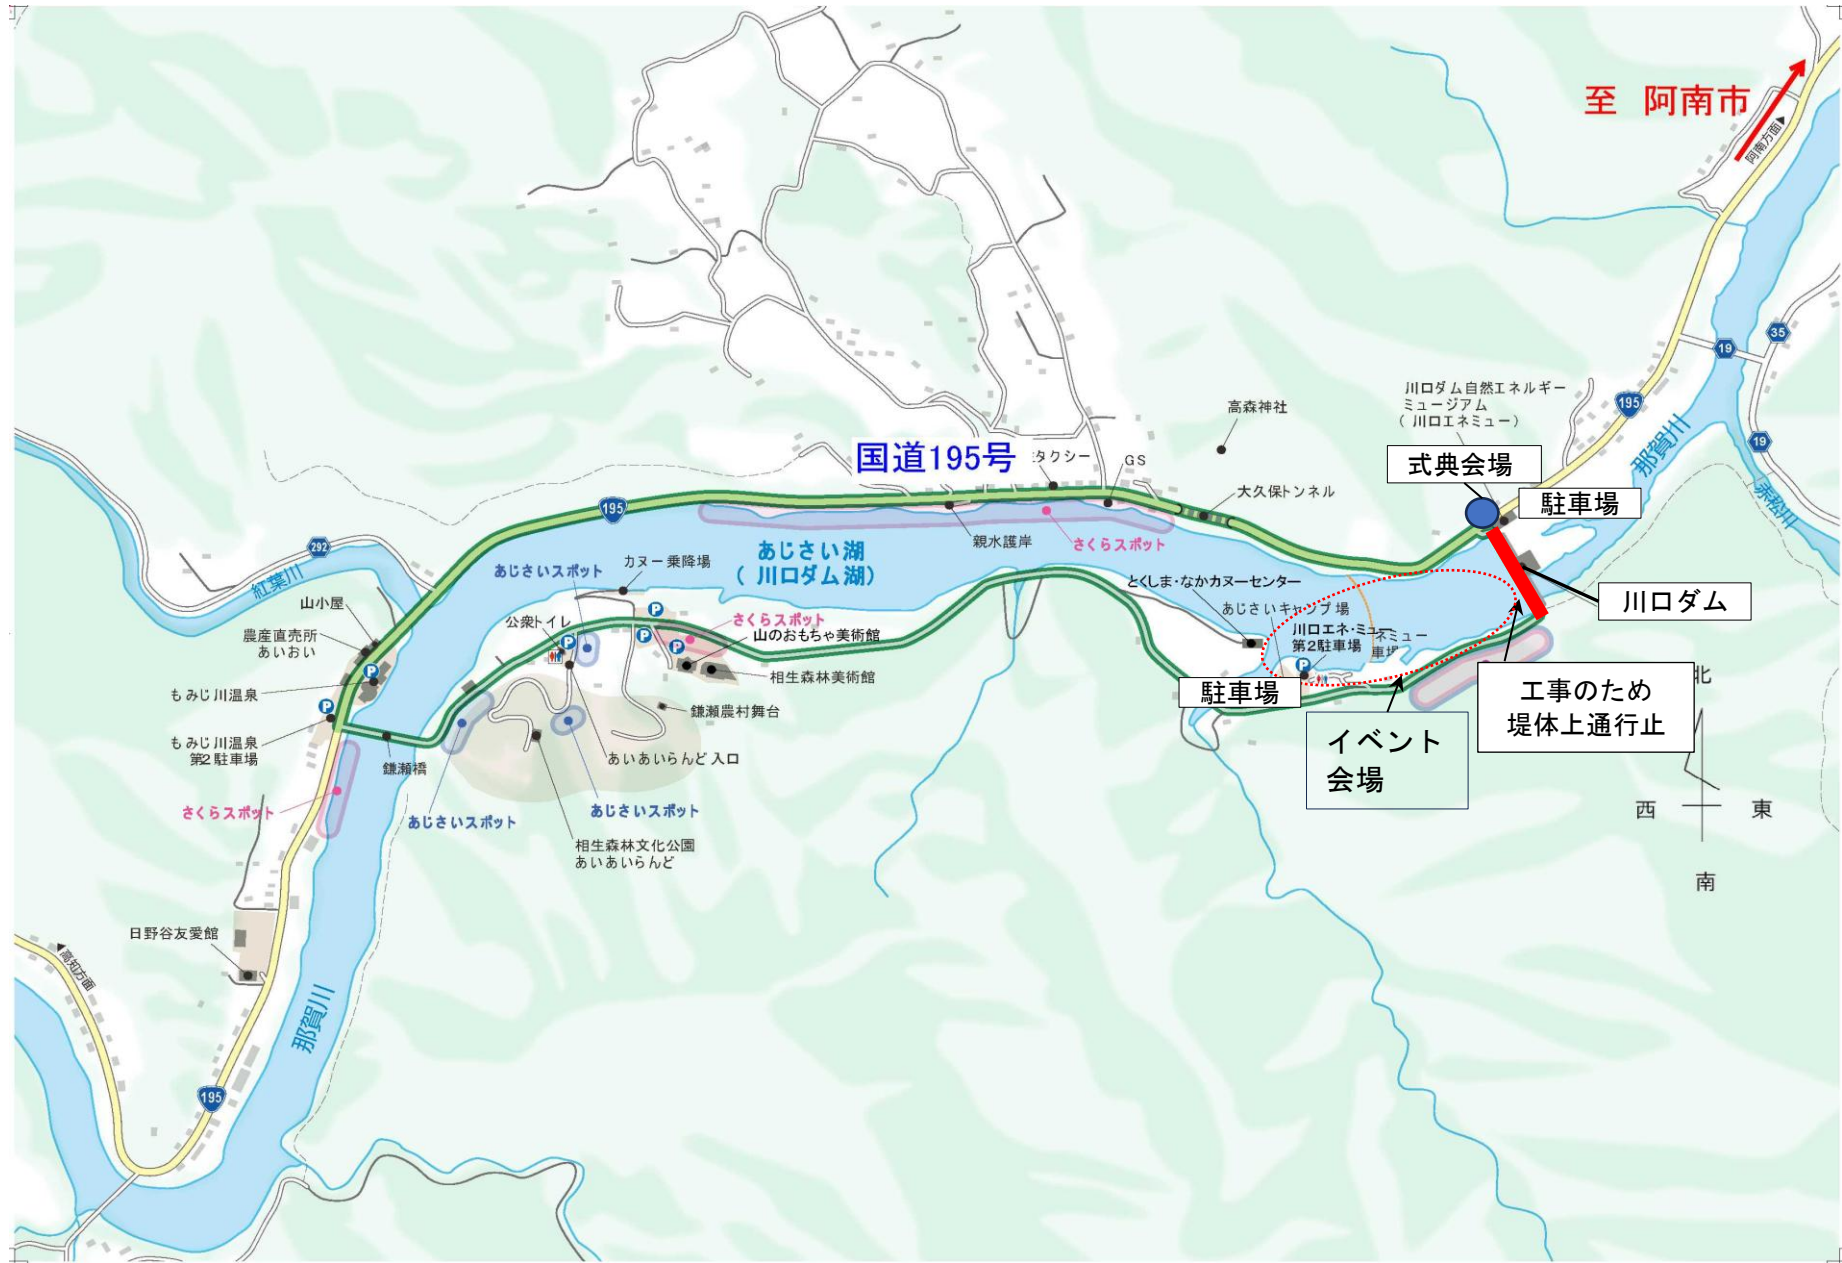 至 阿南市
阿南方面
35
19
195
川口ダム自然エネルギー
ミュージアム
(川口エネミュー)
高森神社
那賀川
19
国道195号
タクシー
GS
式典会場
駐車場
大久保トンネル
赤松川
195
親水護岸
さくらスポット
292
あじさい湖
(川口ダム湖)
カヌー乗降場
あじさいスポット
紅葉川
とくしま・なかカヌーセンター
川口ダム
山小屋
あじさいキャンプ場
公衆トイレ
さくらスポット
山のおもちゃ美術館
川口エネ・ミュー
第2駐車場
ネミュー
車場
農産直売所
あいおい
相生森林美術館
もみじ川温泉
駐車場
工事のため
堤体上通行止
北
鎌瀬農村舞台
もみじ川温泉
第2駐車場
イベント
会場
あいあいらんど入口
鎌瀬橋
さくらスポット
あじさいスポット
あじさいスポット
西
東
相生森林文化公園
あいあいらんど
南
日野谷友愛館
高知方面
那賀川
195
P
P
P
P
P
P
P